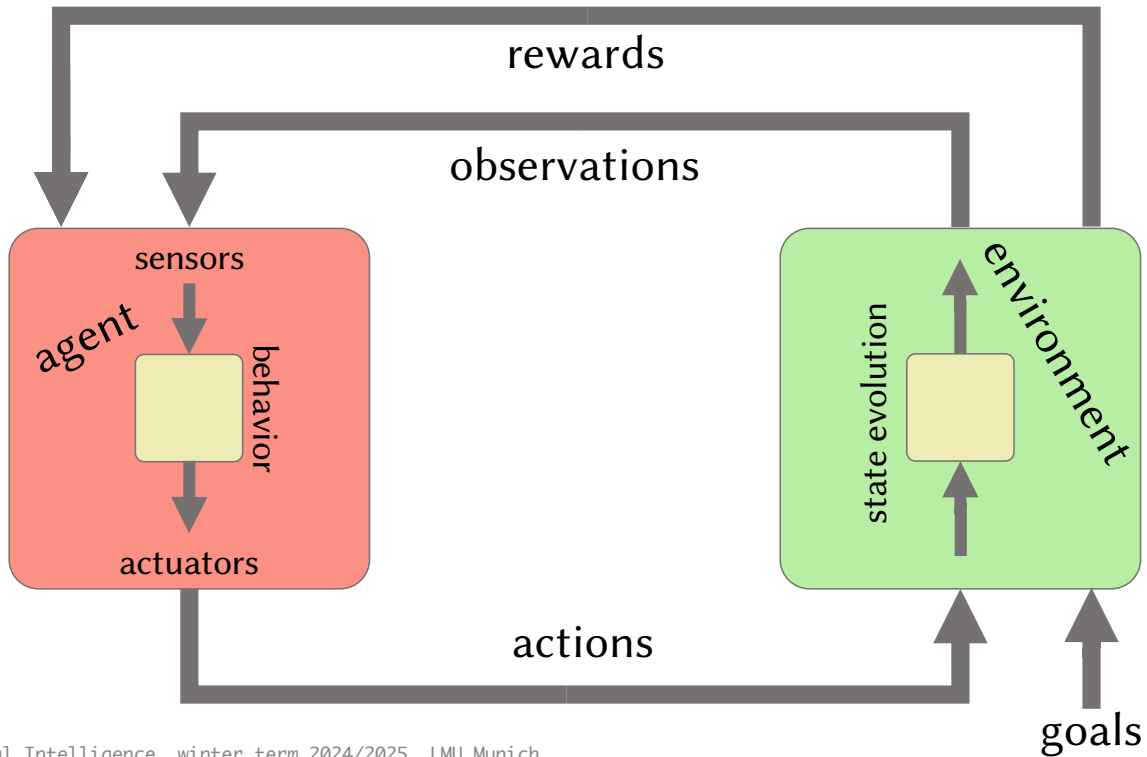 rewards
observations
sensors
agent
behavior
actuators
environment
state evolution
actions
goals
Intelligence, winter term 2024/2025, LMU Munich